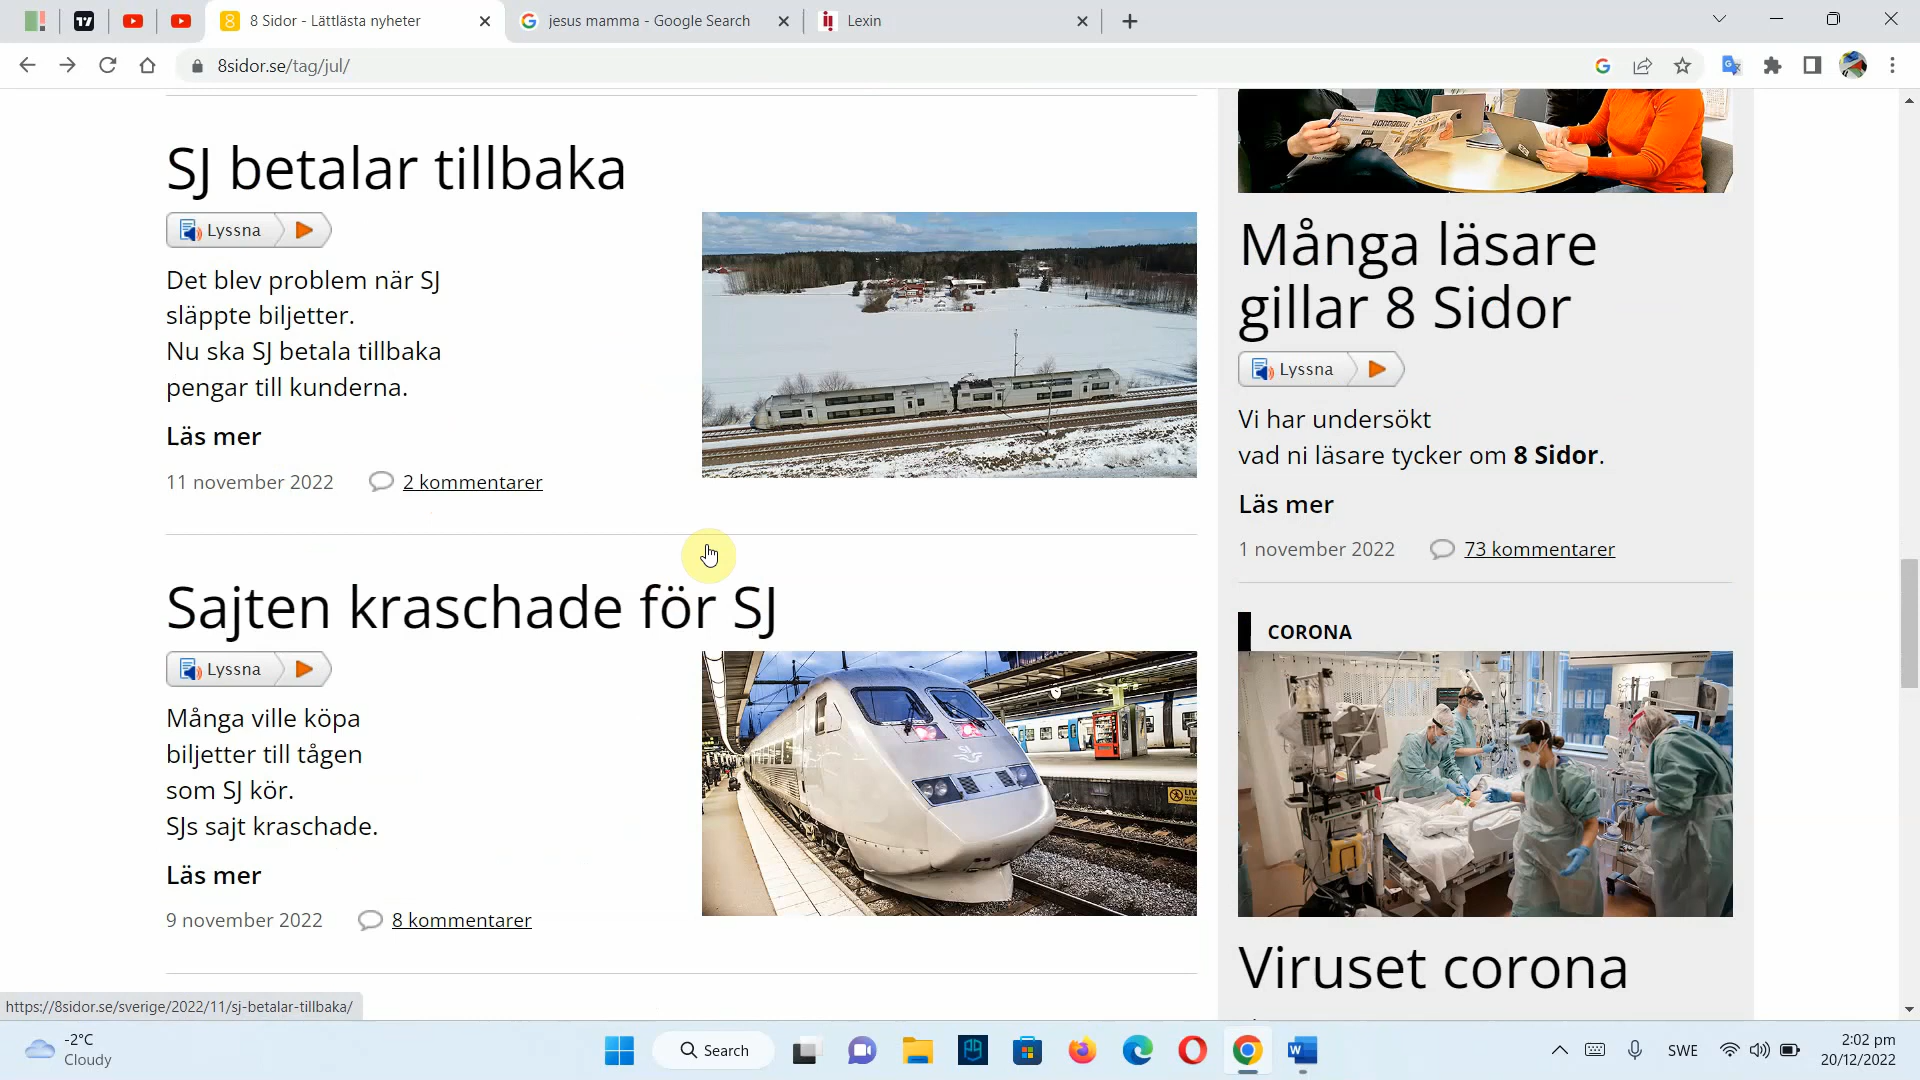 8 Sidor - Lättlästa nyheter
jesus mamma - Google Search
Lexin
8sidor.se/tag/jul/
SJ betalar tillbaka
Lyssna
Det blev problem när SJ
släppte biljetter.
Nu ska SJ betala tillbaka
pengar till kunderna.
Läs mer
11 november 2022
2 kommentarer
Sajten kraschade för SJ
Lyssna
Många ville köpa
biljetter till tågen
som SJ kör.
SJs sajt kraschade.
Läs mer
9 november 2022
8 kommentarer
Många läsare
gillar 8 Sidor
Lyssna
Vi har undersökt
vad ni läsare tycker om 8 Sidor.
Läs mer
1 november 2022
73 kommentarer
CORONA
Viruset corona
https://8sidor.se/sverige/2022/11/sj-betalar-tillbaka/
-2°C
Cloudy
Search
SWE
2:02 pm
20/12/2022